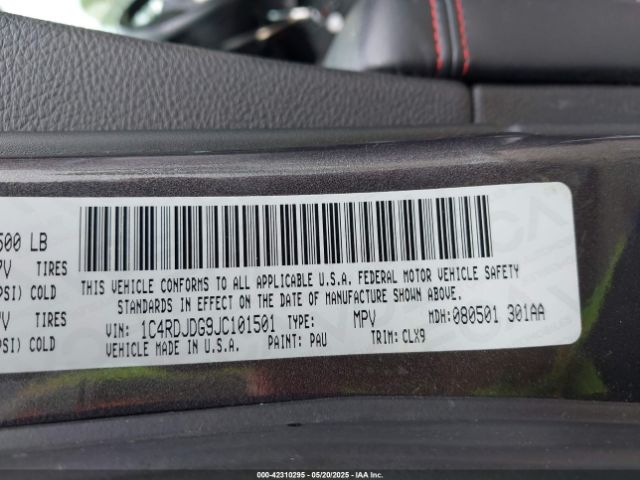 500 LB
TIRES
PSI) COLD
TIRES
(PSI) COLD
THIS VEHICLE CONFORMS TO ALL APPLICABLE U.S.A. FEDERAL MOTOR VEHICLE SAFETY
STANDARDS IN EFFECT ON THE DATE OF MANUFACTURE SHOWN ABOVE.
VIN: 1C4RDJDG9JC101501 TYPE: MPV MDH: 080501 301AA
VEHICLE MADE IN U.S.A. PAINT: PAU TRIM: CLX9
000-42310295 - 05/20/2025 - IAA Inc.